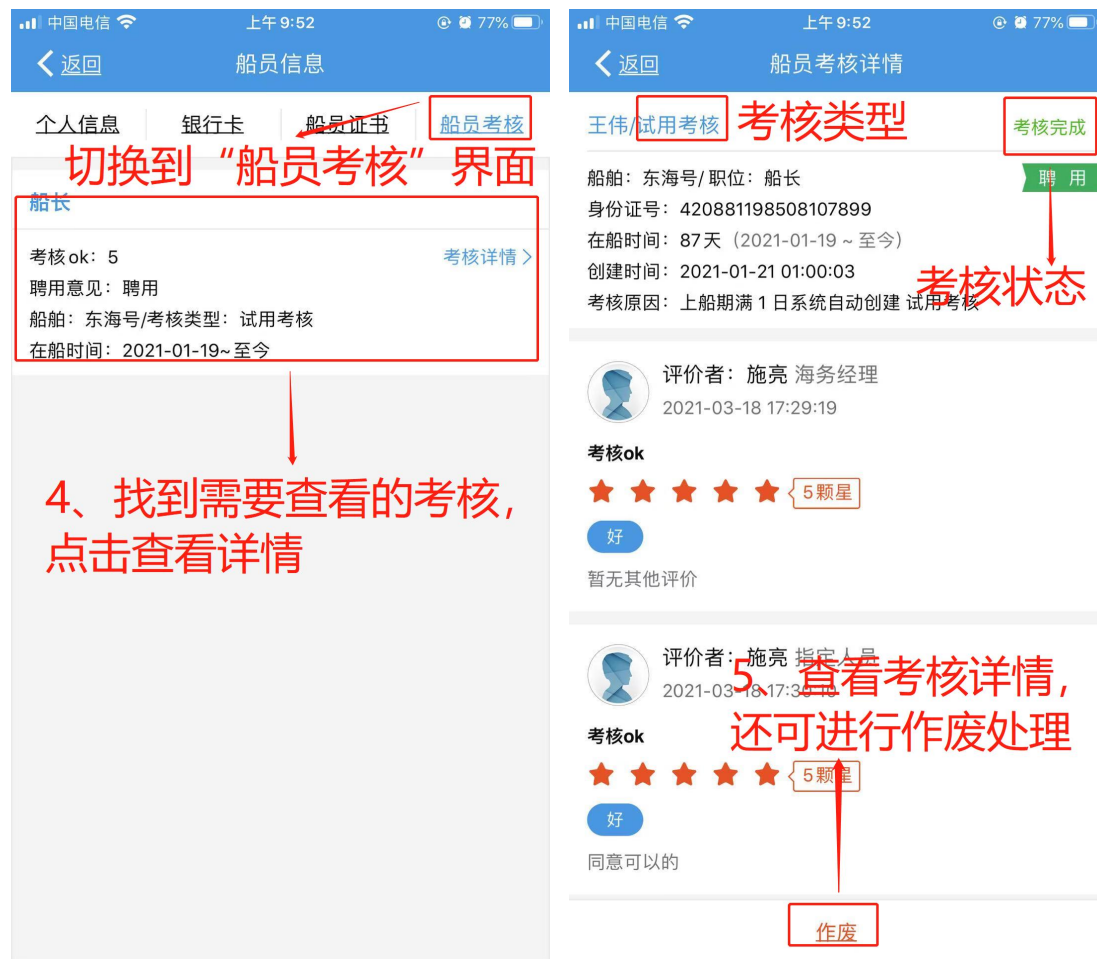 中国电信 上午9:52 77%
返回 船员信息
个人信息 银行卡 船员证书 船员考核
切换到“船员考核”界面
船长
考核ok：5 考核详情
聘用意见：聘用
船舶：东海号/考核类型：试用考核
在船时间：2021-01-19~至今
4、找到需要查看的考核，
点击查看详情
中国电信 上午9:52 77%
返回 船员考核详情
王伟/试用考核 考核类型 考核完成
船舶：东海号/职位：船长 聘用
身份证号：420881198508107899
在船时间：87天（2021-01-19 ~ 至今）
创建时间：2021-01-21 01:00:03
考核状态
考核原因：上船期满1日系统自动创建 试用考核
评价者：施亮 海务经理
2021-03-18 17:29:19
考核ok
5颗星
好
暂无其他评价
评价者：施亮 指定人员
2021-03-18 17:30:10
5、查看考核详情，
还可进行作废处理
考核ok
5颗星
好
同意可以的
作废